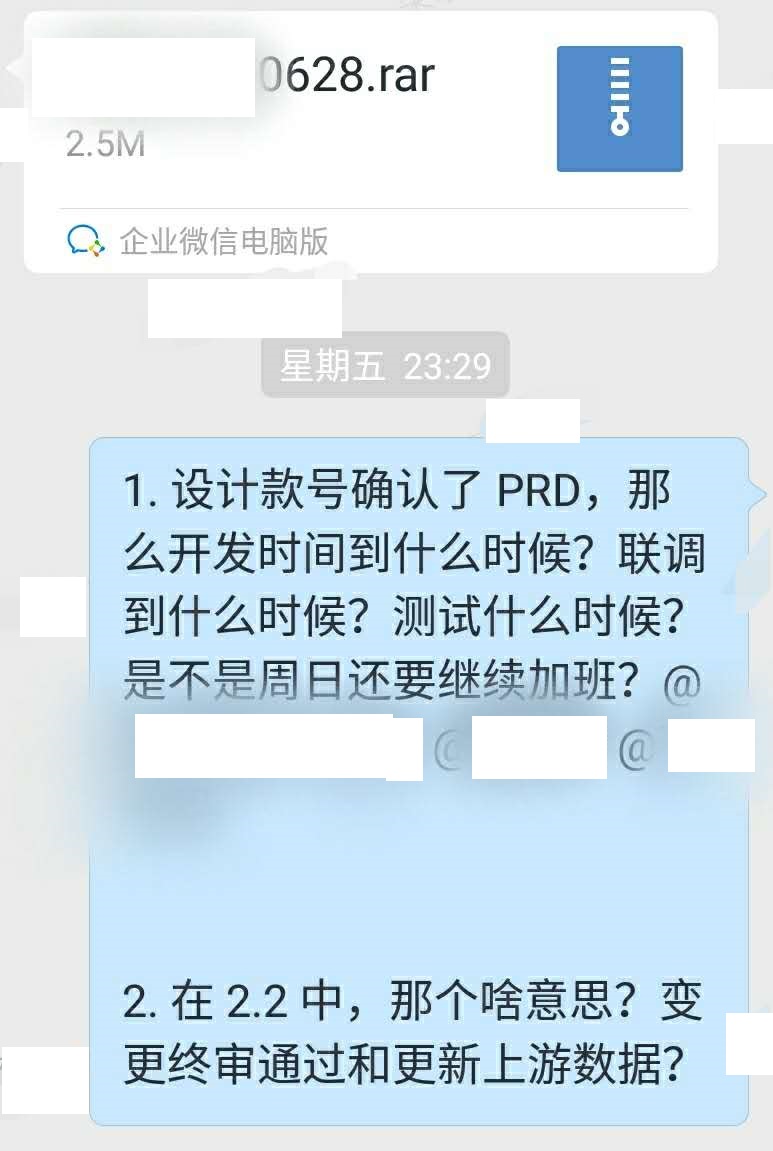 0628.rar
2.5M
企业微信电脑版
星期五 23:29
1. 设计款号确认了 PRD，那
么开发时间到什么时候？联调
到什么时候？测试什么时候？
是不是周日还要继续加班？@
@ @
2. 在 2.2 中，那个啥意思？变
更终审通过和更新上游数据？